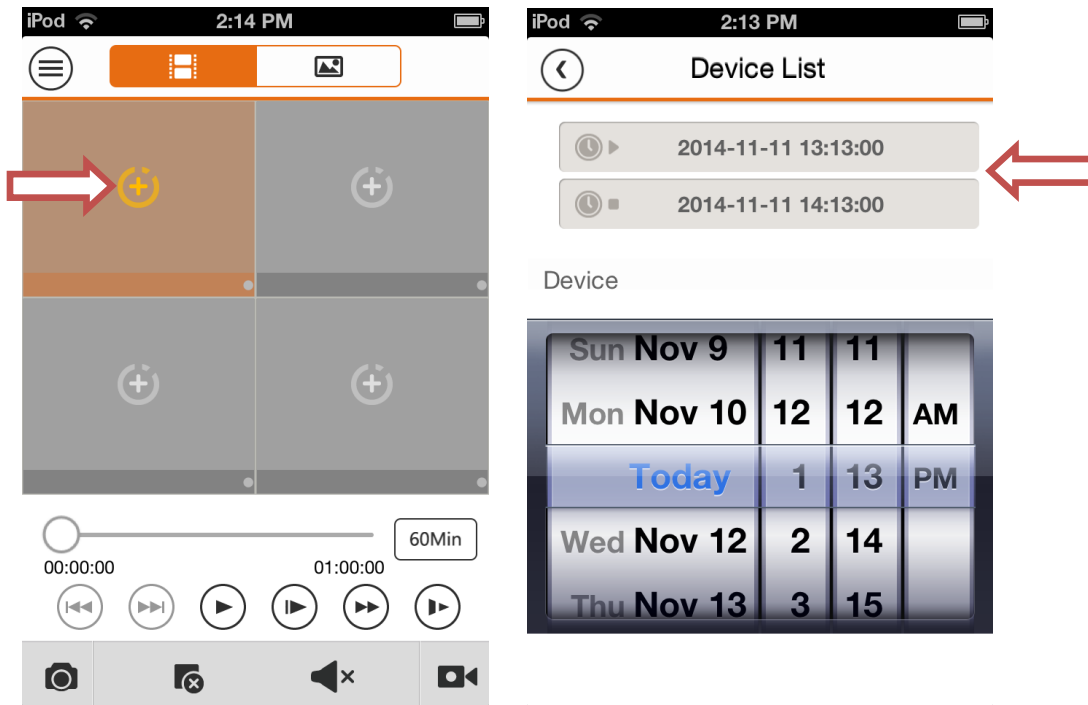 iPod 2:14 PM
60Min
00:00:00 01:00:00
iPod 2:13 PM
Device List
2014-11-11 13:13:00
2014-11-11 14:13:00
Device
Sun Nov 9 11 11
Mon Nov 10 12 12 AM
Today 1 13 PM
Wed Nov 12 2 14
Thu Nov 13 3 15